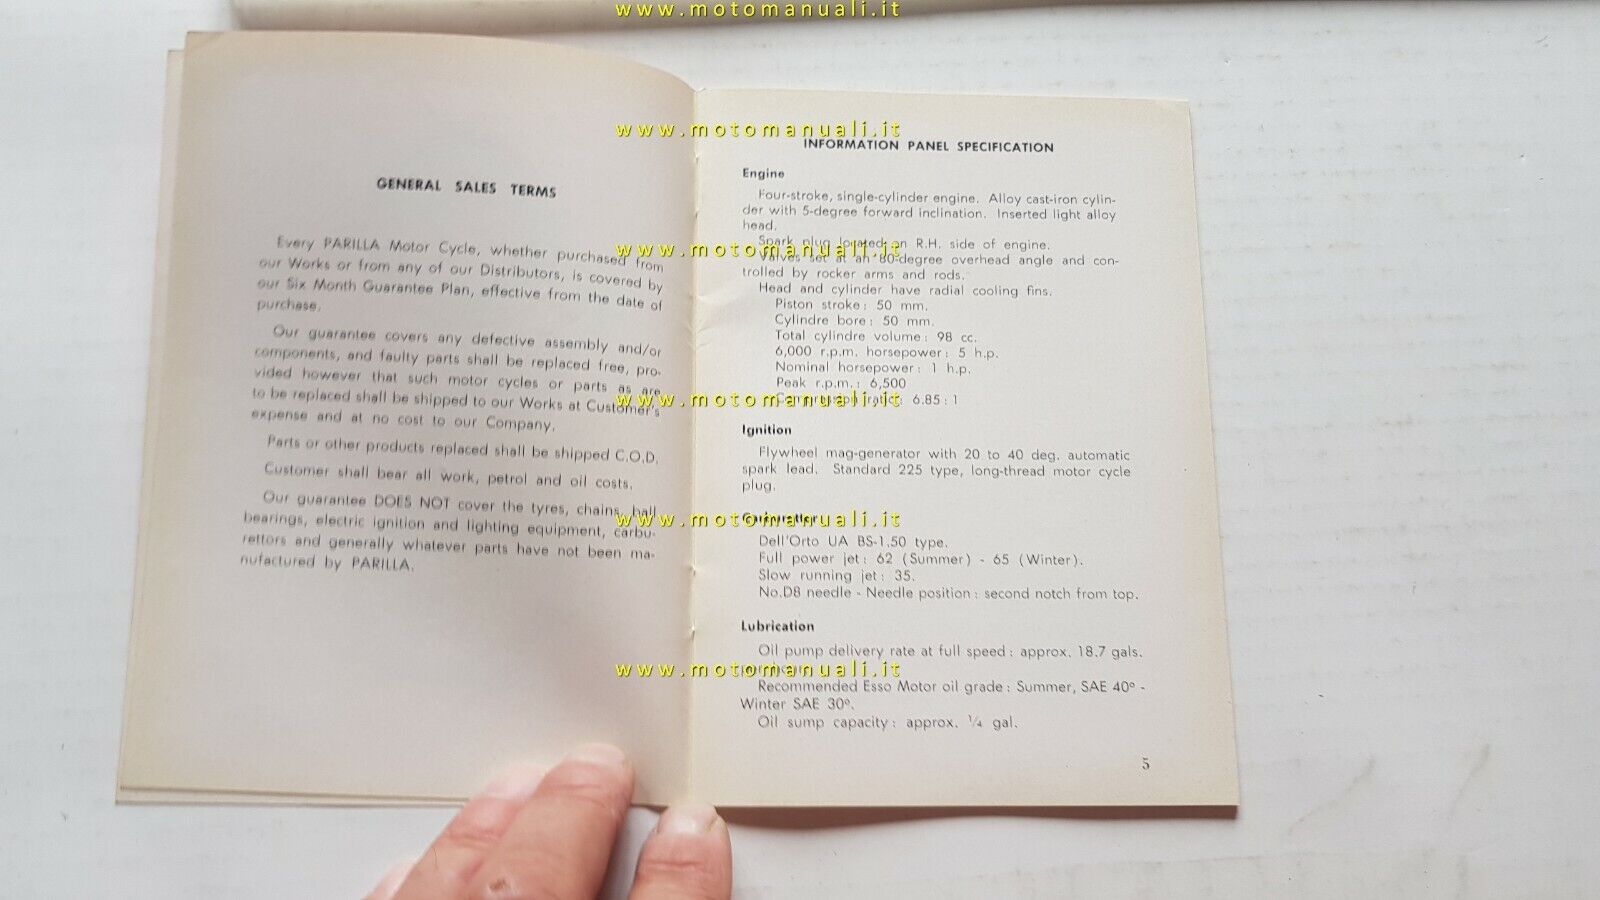 www.motomanuali.it
GENERAL SALES TERMS
Every PARILLA Motor Cycle, whether purchased from
our Works or from any of our Distributors, is covered by
our Six Month Guarantee Plan, effective from the date of
purchase.
Our guarantee covers any defective assembly and/or
components, and faulty parts shall be replaced free, pro-
vided however that such motor cycles or parts as are
to be replaced shall be shipped to our Works at Customer's
expense and at no cost to our Company.
Parts or other products replaced shall be shipped C.O.D.
Customer shall bear all work, petrol and oil costs.
Our guarantee DOES NOT cover the tyres, chains, ball
bearings, electric ignition and lighting equipment, carbu-
rettors and generally whatever parts have not been ma-
nufactured by PARILLA.
www.motomanuali.it
INFORMATION PANEL SPECIFICATION
Engine
Four-stroke, single-cylinder engine. Alloy cast-iron cylin-
der with 5-degree forward inclination. Inserted light alloy
head.
Spark plug located on R.H. side of engine.
www.motomanuali.it
Valves set at an 80-degree overhead angle and con-
trolled by rocker arms and rods.
Head and cylinder have radial cooling fins.
Piston stroke: 50 mm.
Cylindre bore: 50 mm.
Total cylindre volume: 98 cc.
6,000 r.p.m. horsepower: 5 h.p.
Nominal horsepower: 1 h.p.
Peak r.p.m.: 6,500
Compression ratio: 6.85:1
www.motomanuali.it
Ignition
Flywheel mag-generator with 20 to 40 deg. automatic
spark lead. Standard 225 type, long-thread motor cycle
plug.
www.motomanuali.it
Dell'Orto UA BS-1.50 type.
Full power jet: 62 (Summer) - 65 (Winter).
Slow running jet: 35.
No.D8 needle - Needle position: second notch from top.
Lubrication
Oil pump delivery rate at full speed: approx. 18.7 gals.
www.motomanuali.it
Recommended Esso Motor oil grade: Summer, SAE 40º -
Winter SAE 30º.
Oil sump capacity: approx. ¼ gal.
5